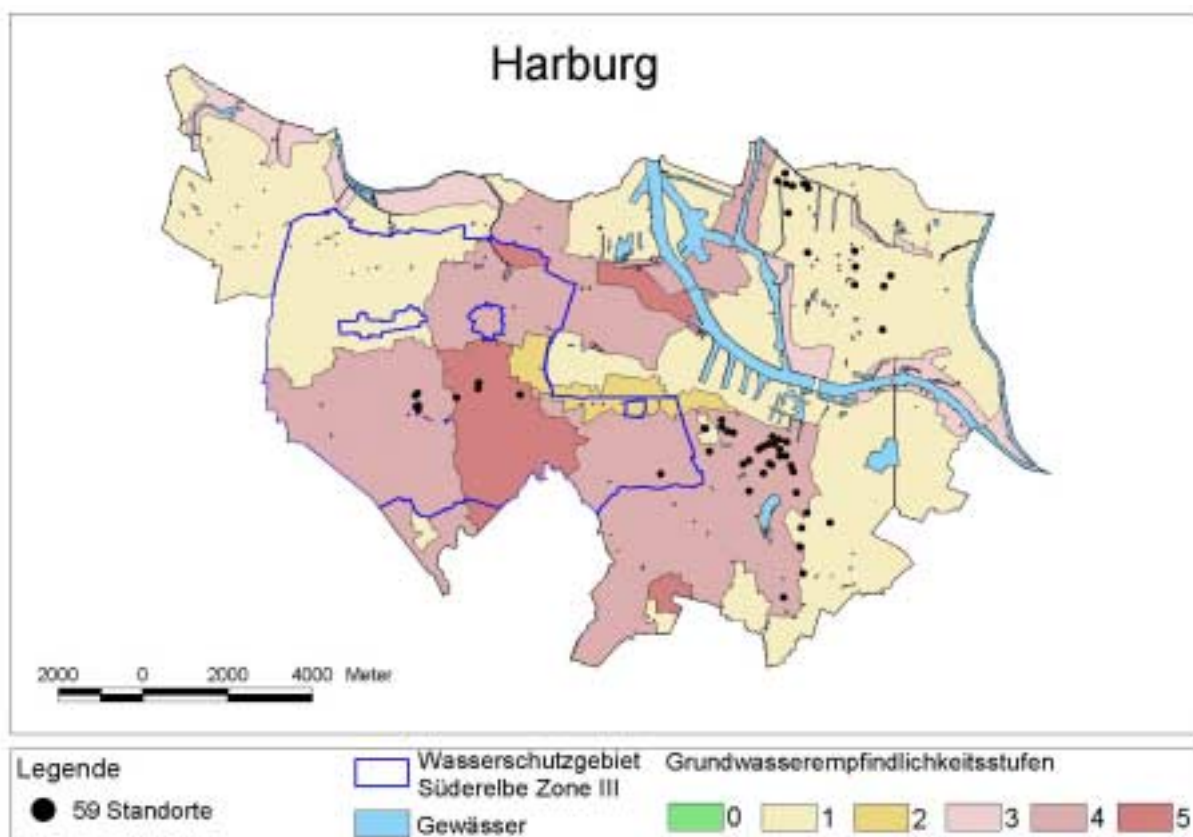 Harburg
2000 0 2000 4000 Meter
Legende
59 Standorte
Wasserschutzgebiet
Süderelbe Zone III
Gewässer
Grundwasserempfindlichkeitsstufen
0 1 2 3 4 5